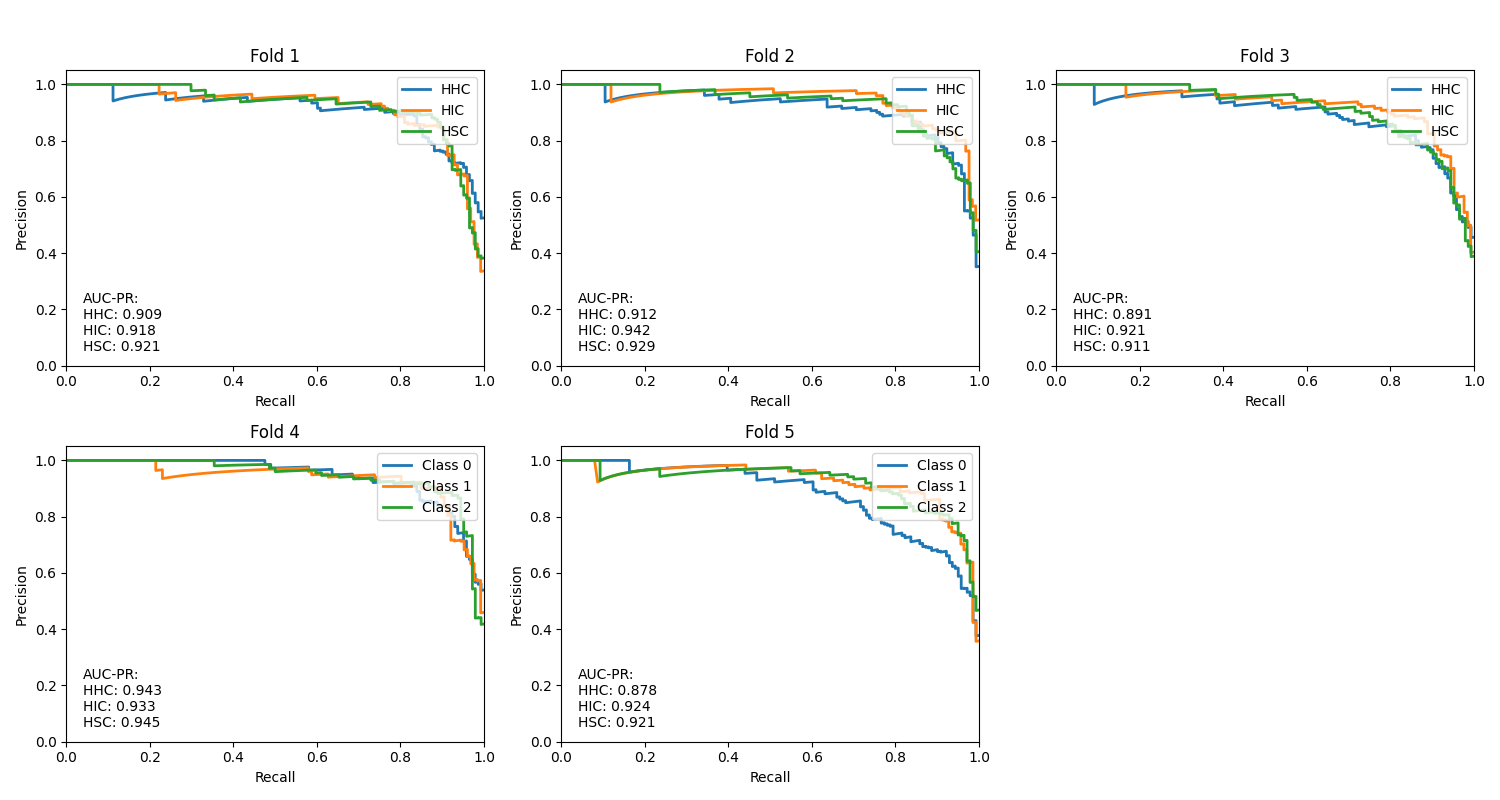 Fold 1
1.0
0.8
0.6
0.4
0.2
0.0
Precision
HHC
HIC
HSC
AUC-PR:
HHC: 0.909
HIC: 0.918
HSC: 0.921
0.0 0.2 0.4 0.6 0.8 1.0
Recall
Fold 2
1.0
0.8
0.6
0.4
0.2
0.0
Precision
HHC
HIC
HSC
AUC-PR:
HHC: 0.912
HIC: 0.942
HSC: 0.929
0.0 0.2 0.4 0.6 0.8 1.0
Recall
Fold 3
1.0
0.8
0.6
0.4
0.2
0.0
Precision
HHC
HIC
HSC
AUC-PR:
HHC: 0.891
HIC: 0.921
HSC: 0.911
0.0 0.2 0.4 0.6 0.8 1.0
Recall
Fold 4
1.0
0.8
0.6
0.4
0.2
0.0
Precision
Class 0
Class 1
Class 2
AUC-PR:
HHC: 0.943
HIC: 0.933
HSC: 0.945
0.0 0.2 0.4 0.6 0.8 1.0
Recall
Fold 5
1.0
0.8
0.6
0.4
0.2
0.0
Precision
Class 0
Class 1
Class 2
AUC-PR:
HHC: 0.878
HIC: 0.924
HSC: 0.921
0.0 0.2 0.4 0.6 0.8 1.0
Recall